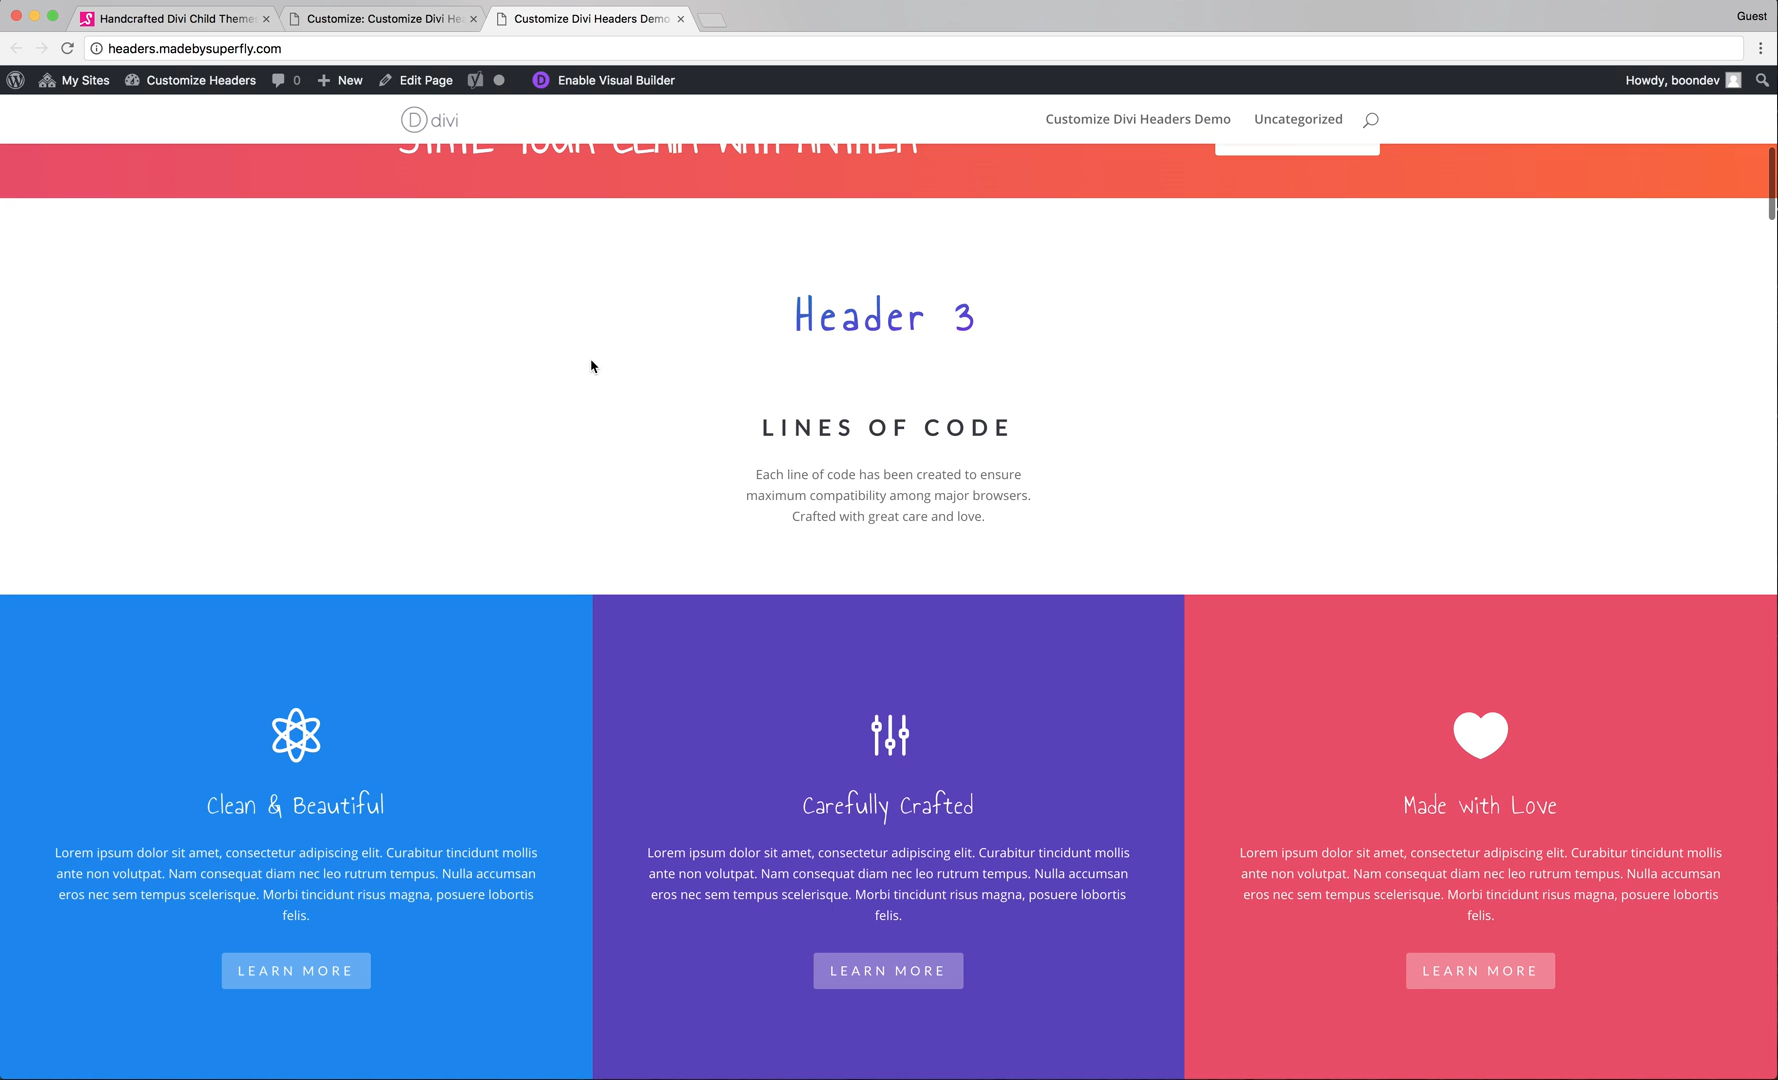 Handcrafted Divi Child Theme
Customize: Customize Divi He
Customize Divi Headers Demo
Guest
headers.madebysuperfly.com
My Sites
Customize Headers
0
New
Edit Page
Enable Visual Builder
Howdy, boondev
D divi
Customize Divi Headers Demo
Uncategorized
STATE YOUR CLAIM WITH ANTHEM
Header 3
LINES OF CODE
Each line of code has been created to ensure
maximum compatibility among major browsers.
Crafted with great care and love.
Clean & Beautiful
Lorem ipsum dolor sit amet, consectetur adipiscing elit. Curabitur tincidunt mollis
ante non volutpat. Nam consequat diam nec leo rutrum tempus. Nulla accumsan
eros nec sem tempus scelerisque. Morbi tincidunt risus magna, posuere lobortis
felis.
LEARN MORE
Carefully Crafted
Lorem ipsum dolor sit amet, consectetur adipiscing elit. Curabitur tincidunt mollis
ante non volutpat. Nam consequat diam nec leo rutrum tempus. Nulla accumsan
eros nec sem tempus scelerisque. Morbi tincidunt risus magna, posuere lobortis
felis.
LEARN MORE
Made with Love
Lorem ipsum dolor sit amet, consectetur adipiscing elit. Curabitur tincidunt mollis
ante non volutpat. Nam consequat diam nec leo rutrum tempus. Nulla accumsan
eros nec sem tempus scelerisque. Morbi tincidunt risus magna, posuere lobortis
felis.
LEARN MORE